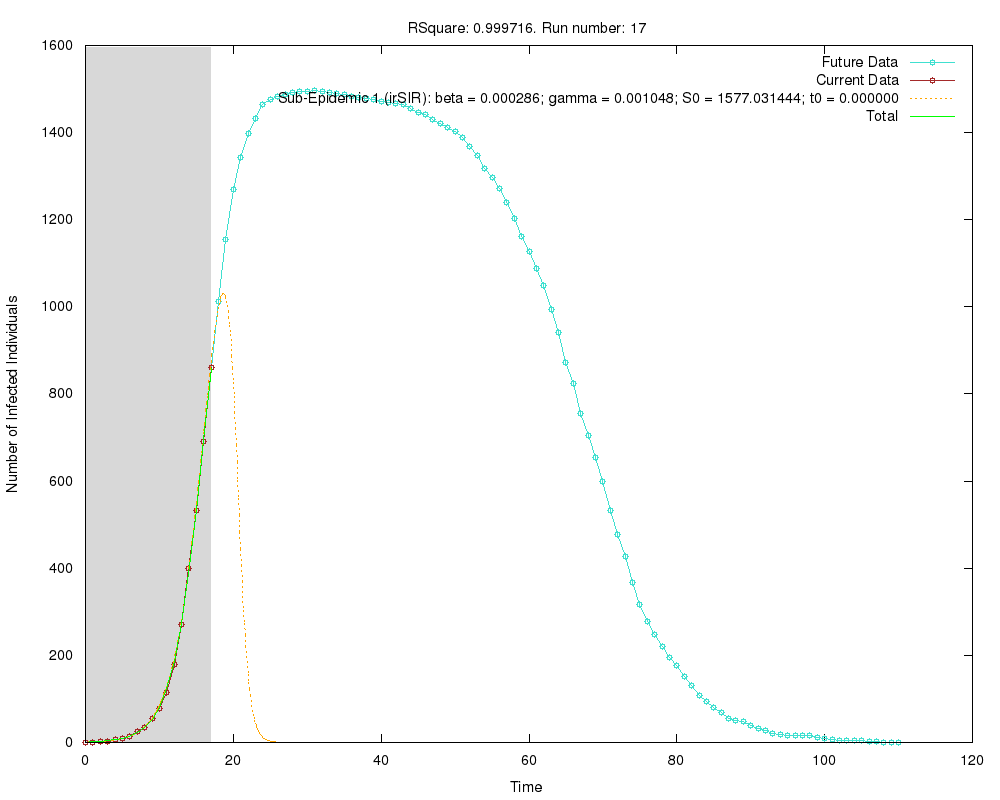 RSquare: 0.999716. Run number: 17
1600
1400
1200
1000
800
600
400
200
0
Number of Infected Individuals
Future Data
Current Data
Sub-Epidemic 1 (irSIR): beta = 0.000286; gamma = 0.001048; S0 = 1577.031444; t0 = 0.000000
Total
0 20 40 60 80 100 120
Time